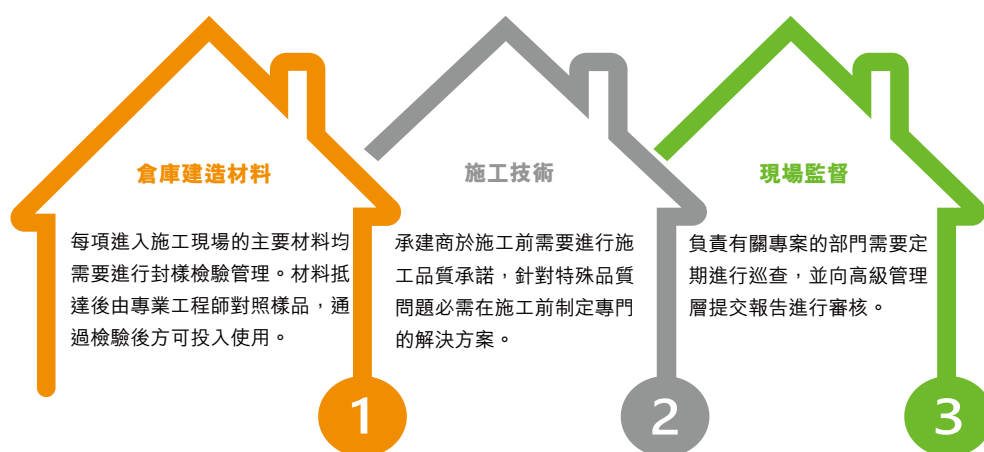 倉庫建造材料
每項進入施工現場的主要材料均
需要進行封樣檢驗管理。材料抵
達後由專業工程師對照樣品，通
過檢驗後方可投入使用。
1
施工技術
承建商於施工前需要進行施
工品質承諾，針對特殊品質
問題必需在施工前制定專門
的解決方案。
2
現場監督
負責有關專案的部門需要定
期進行巡查，並向高級管理
層提交報告進行審核。
3